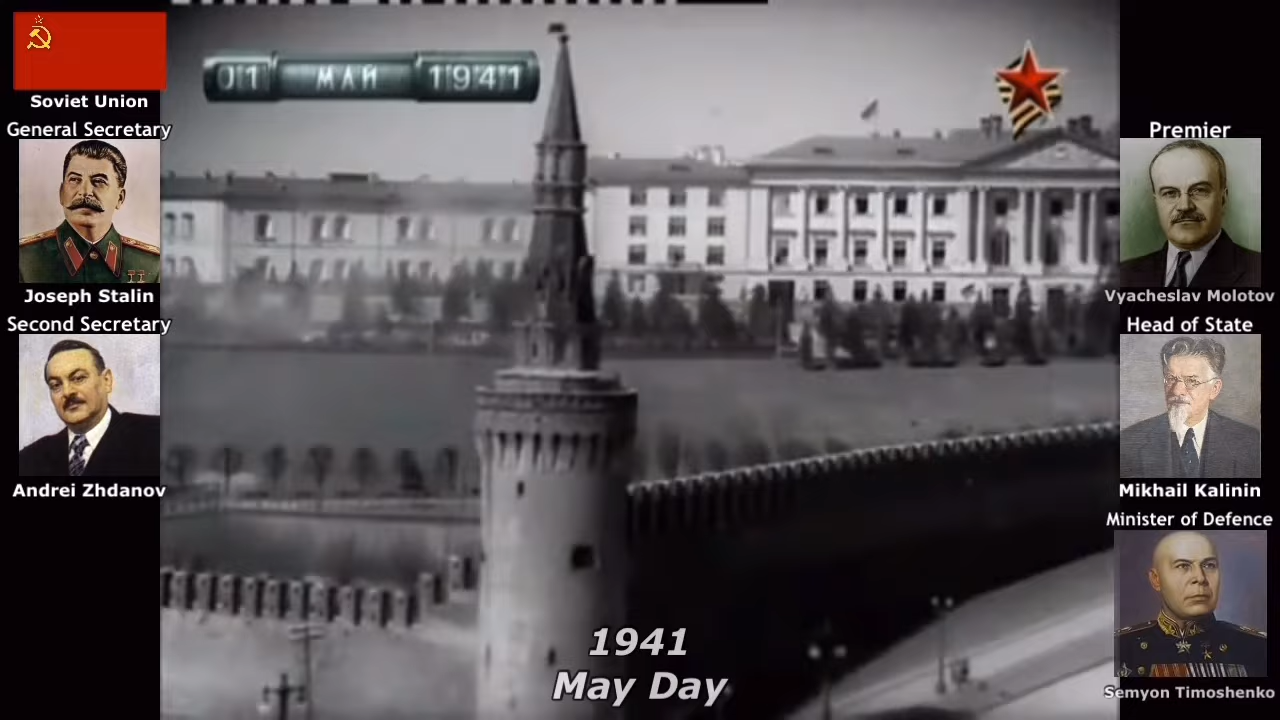 01 МАЙ 1941
Soviet Union
General Secretary
Joseph Stalin
Second Secretary
Andrei Zhdanov
Premier
Vyacheslav Molotov
Head of State
Mikhail Kalinin
Minister of Defence
Semyon Timoshenko
1941
May Day